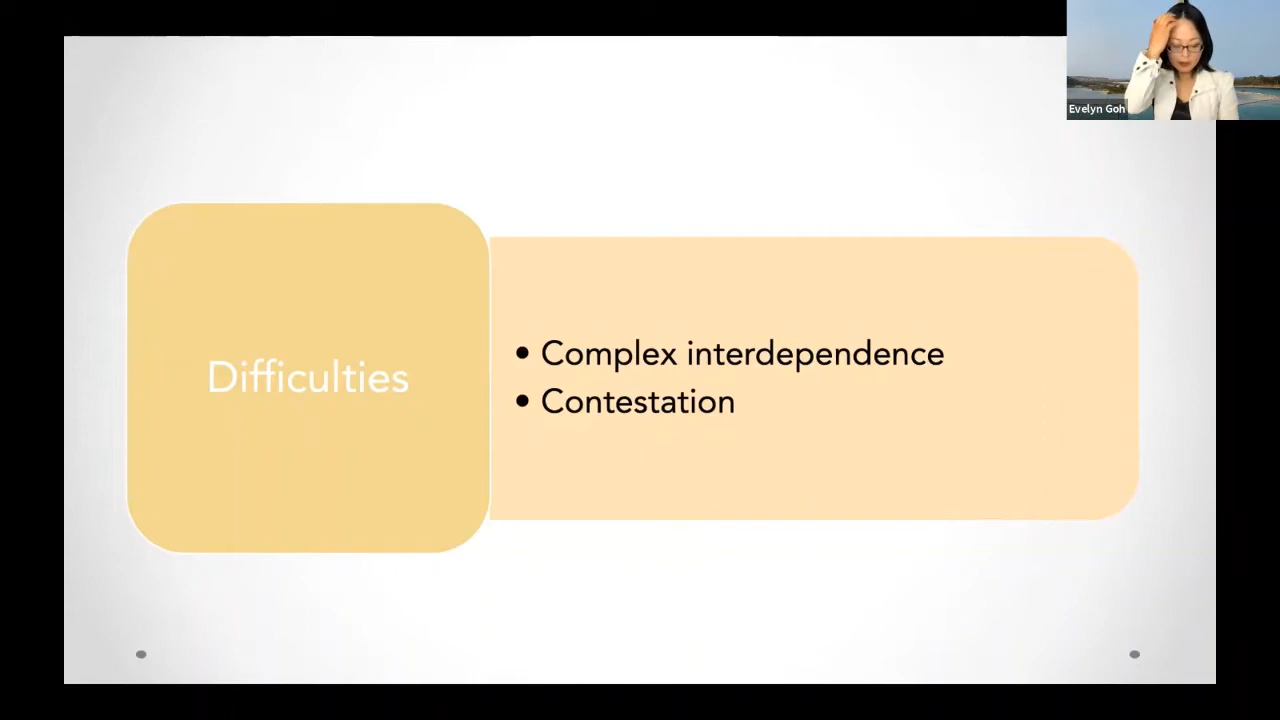 Evelyn Goh
Difficulties
• Complex interdependence
• Contestation